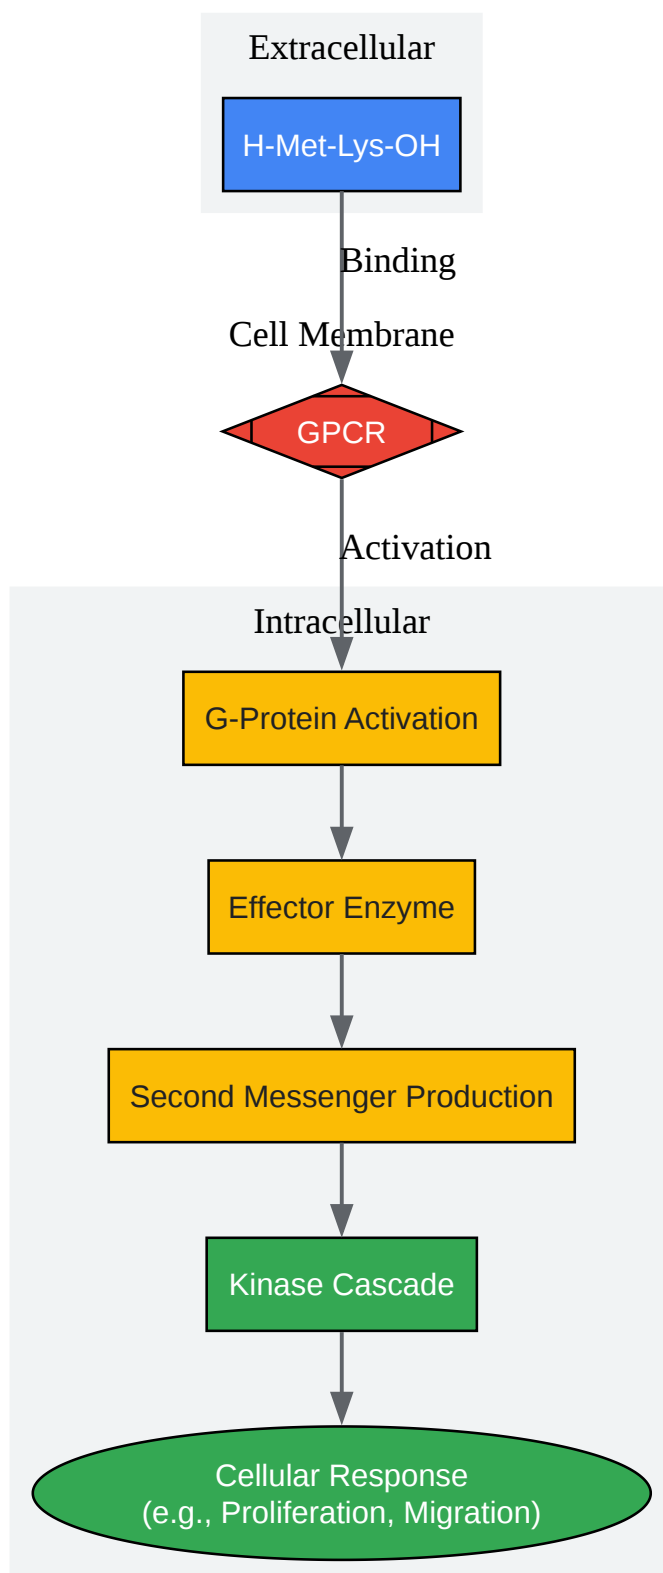 Extracellular
H-Met-Lys-OH
Binding
Cell Membrane
GPCR
Activation
Intracellular
G-Protein Activation
Effector Enzyme
Second Messenger Production
Kinase Cascade
Cellular Response
(e.g., Proliferation, Migration)